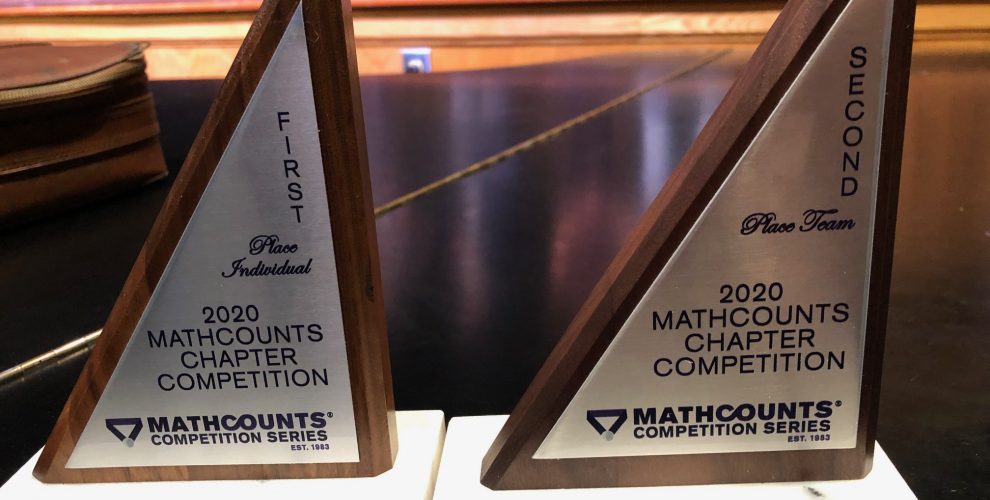 FIRST
Place
Individual
2020
MATHCOUNTS
CHAPTER
COMPETITION
MATHCOUNTS®
COMPETITION SERIES
EST. 1983
SECOND
Place Team
2020
MATHCOUNTS
CHAPTER
COMPETITION
MATHCOUNTS®
COMPETITION SERIES
EST. 1983